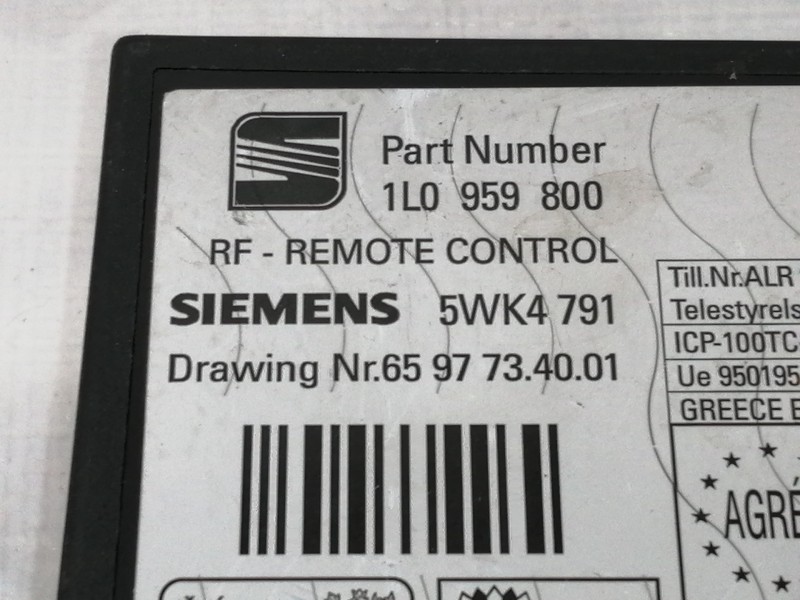 Part Number
1L0 959 800
RF - REMOTE CONTROL
SIEMENS 5WK4 791
Drawing Nr.65 97 73.40.01
Till.Nr.ALR
Telestyrels
ICP-100TC
Ue 950195
GREECE E
AGRÉ